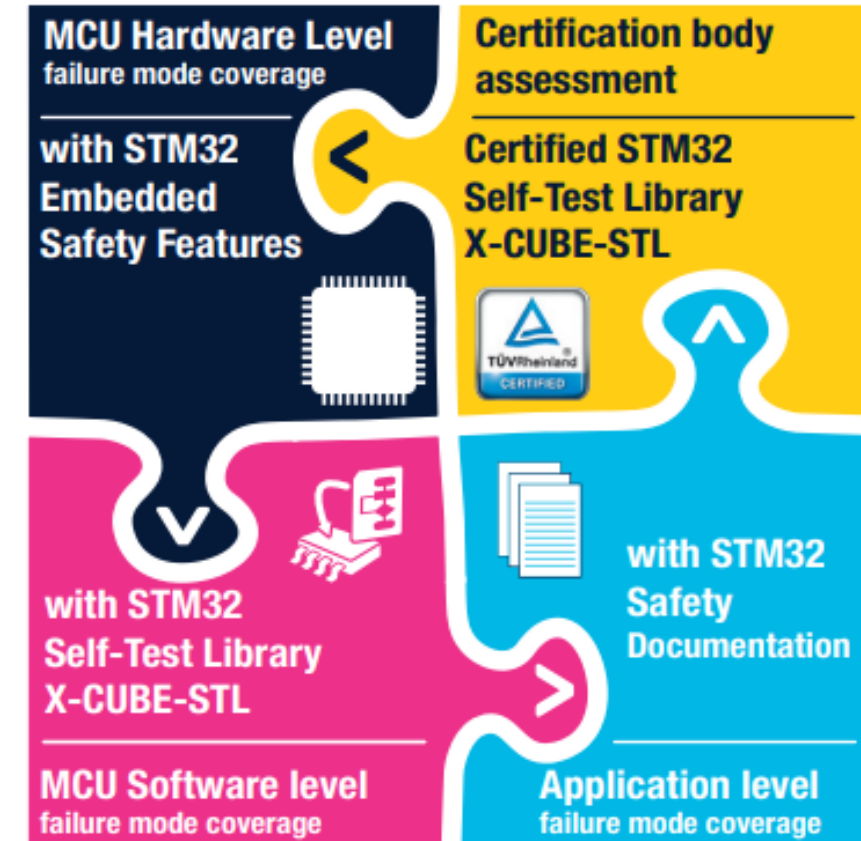 MCU Hardware Level
failure mode coverage
with STM32
Embedded
Safety Features
Certification body
assessment
Certified STM32
Self-Test Library
X-CUBE-STL
TÜVRheinland®
CERTIFIED
with STM32
Self-Test Library
X-CUBE-STL
MCU Software level
failure mode coverage
with STM32
Safety
Documentation
Application level
failure mode coverage